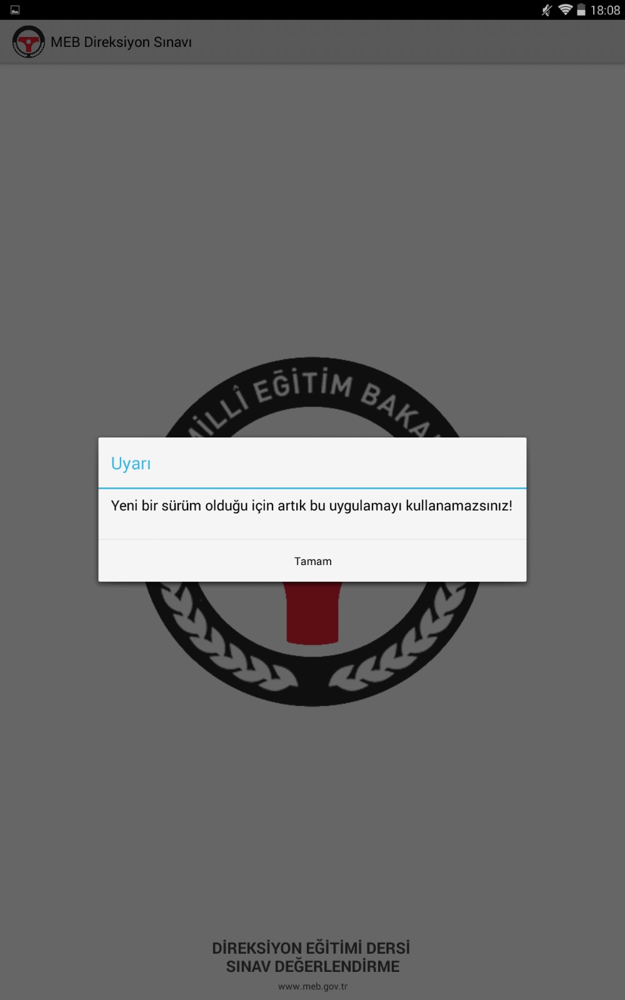 18:08
MEB Direksiyon Sınavı
MİLLÎ EĞİTİM
Uyarı
Yeni bir sürüm olduğu için artık bu uygulamayı kullanamazsınız!
Tamam
DİREKSİYON EĞİTİMİ DERSİ
SINAV DEĞERLENDİRME
www.meb.gov.tr